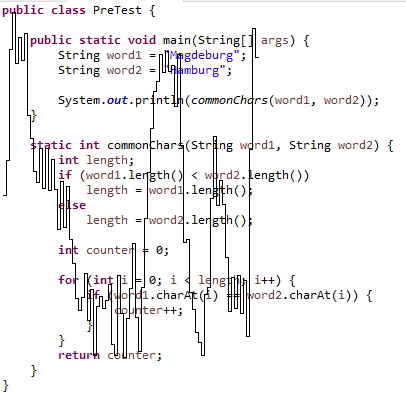 public class PreTest {
public static void main(String[] args) {
String word1 = "Magdeburg";
String word2 = "Hamburg";
System.out.println(commonChars(word1, word2));
}
static int commonChars(String word1, String word2) {
int length;
if (word1.length() < word2.length())
length = word1.length();
else
length = word2.length();
int counter = 0;
for (int i = 0; i < length; i++) {
if (word1.charAt(i) == word2.charAt(i)) {
counter++;
}
}
return counter;
}
}